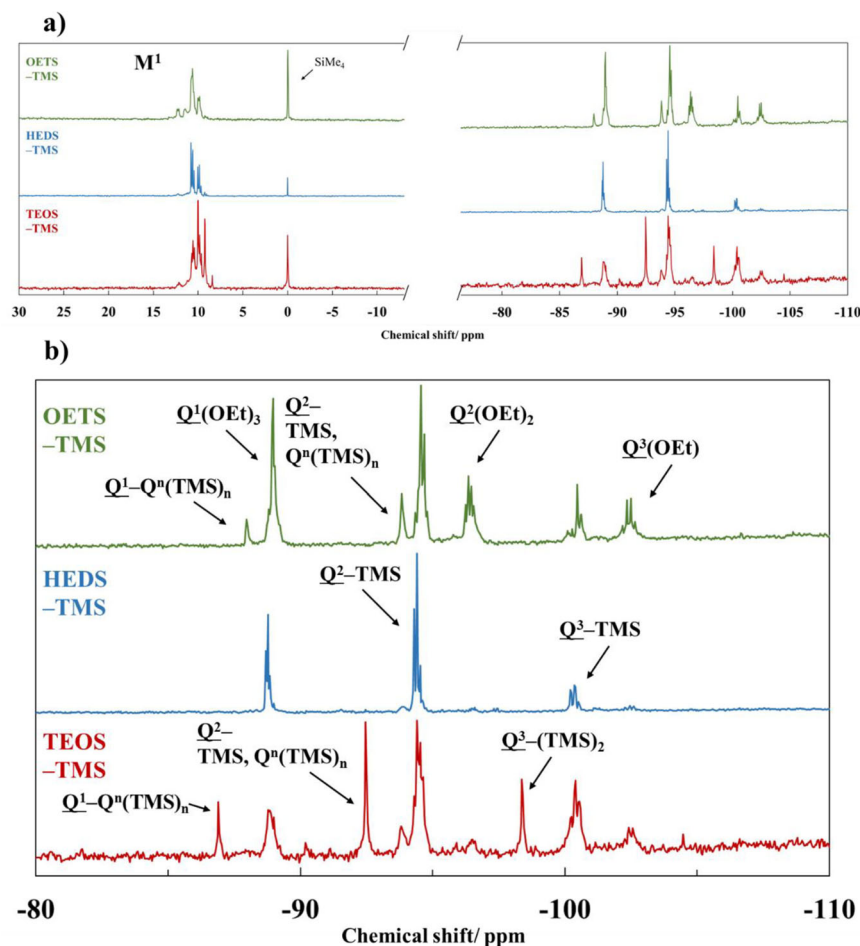 a)
OETS
–TMS
M¹
SiMe₄
HEDS
–TMS
TEOS
–TMS
30 25 20 15 10 5 0 -5 -10 -80 -85 -90 -95 -100 -105 -110
Chemical shift/ ppm
b)
OETS
–TMS
Q¹(OEt)₃
Q²–
TMS,
Qⁿ(TMS)ₙ
Q²(OEt)₂
Q³(OEt)
Q¹–Qⁿ(TMS)ₙ
HEDS
–TMS
Q²–TMS
Q³–TMS
TEOS
–TMS
Q²–
TMS, Qⁿ(TMS)ₙ
Q³–(TMS)₂
Q¹–Qⁿ(TMS)ₙ
-80 -90 -100 -110
Chemical shift/ ppm